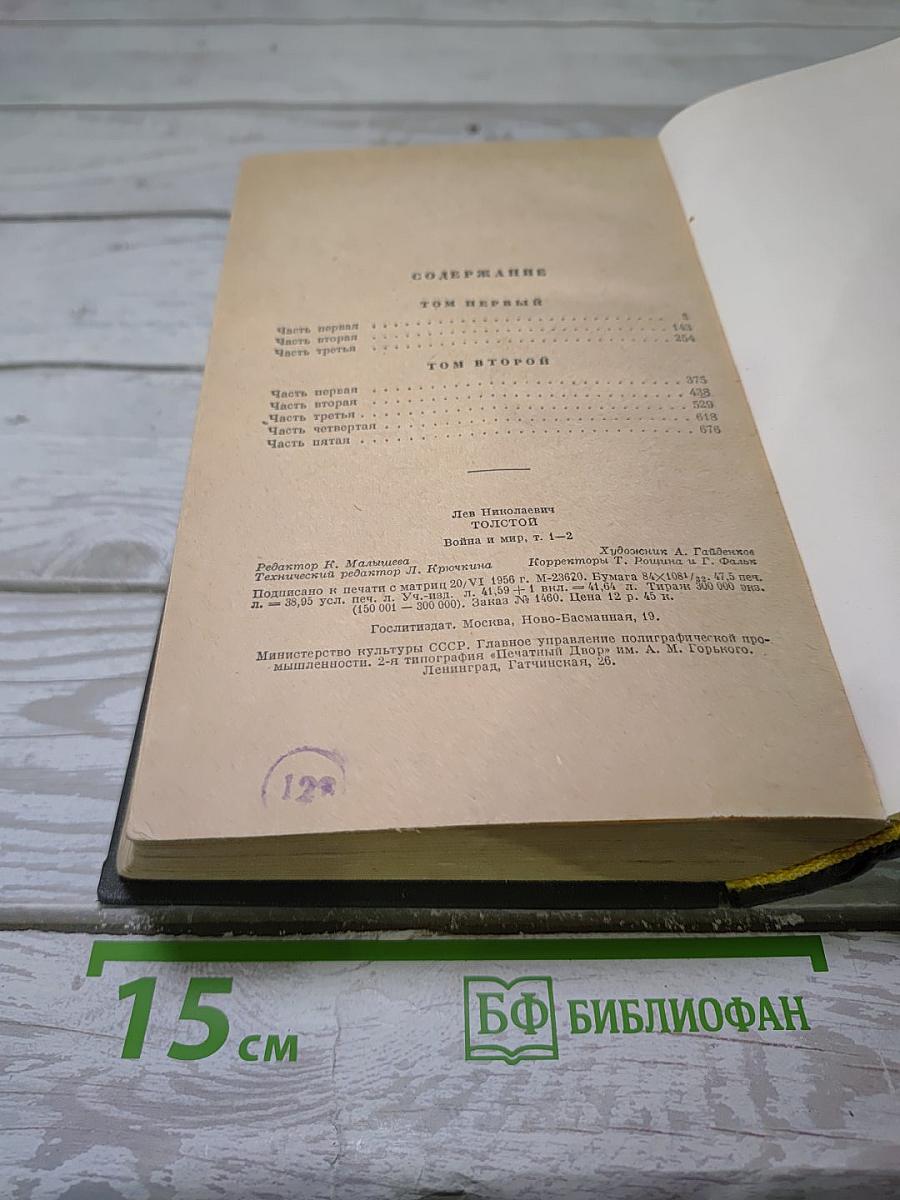 СОДЕРЖАНИЕ
ТОМ ПЕРВЫЙ
Часть первая . . . . . . . . . . 5
Часть вторая . . . . . . . . . . 143
Часть третья . . . . . . . . . . 254
ТОМ ВТОРОЙ
Часть первая . . . . . . . . . . 375
Часть вторая . . . . . . . . . . 438
Часть третья . . . . . . . . . . 529
Часть четвертая . . . . . . . . . . 618
Часть пятая . . . . . . . . . . 676
Лев Николаевич
ТОЛСТОЙ
Война и мир, т. 1—2
Редактор К. Малышева Художник А. Гайденков
Технический редактор Л. Крючкина Корректоры Т. Рощина и Г. Фальк
Подписано к печати с матриц 20/VI 1956 г. М-23620. Бумага 84×108¹/₃₂. 47,5 печ.
л. = 38,95 усл. печ. л. Уч.-изд. л. 41,59 + 1 вкл. = 41,64 л. Тираж 300 000 экз.
(150 001 — 300 000). Заказ № 1460. Цена 12 р. 45 к.
Гослитиздат. Москва, Ново-Басманная, 19.
Министерство культуры СССР. Главное управление полиграфической про-
мышленности. 2-я типография «Печатный Двор» им. А. М. Горького.
Ленинград, Гатчинская, 26.
15 см
БФ БИБЛИОФАН